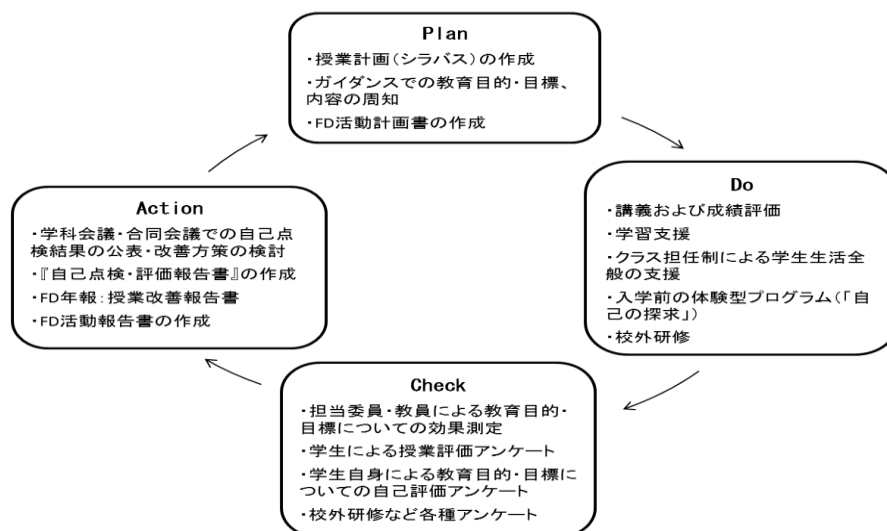 Plan
・授業計画(シラバス)の作成
・ガイダンスでの教育目的・目標、
内容の周知
・FD活動計画書の作成
Do
・講義および成績評価
・学習支援
・クラス担任制による学生生活全
般の支援
・入学前の体験型プログラム(「自
己の探求」)
・校外研修
Check
・担当委員・教員による教育目的・
目標についての効果測定
・学生による授業評価アンケート
・学生自身による教育目的・目標に
ついての自己評価アンケート
・校外研修など各種アンケート
Action
・学科会議・合同会議での自己点
検結果の公表・改善方策の検討
・『自己点検・評価報告書』の作成
・FD年報:授業改善報告書
・FD活動報告書の作成